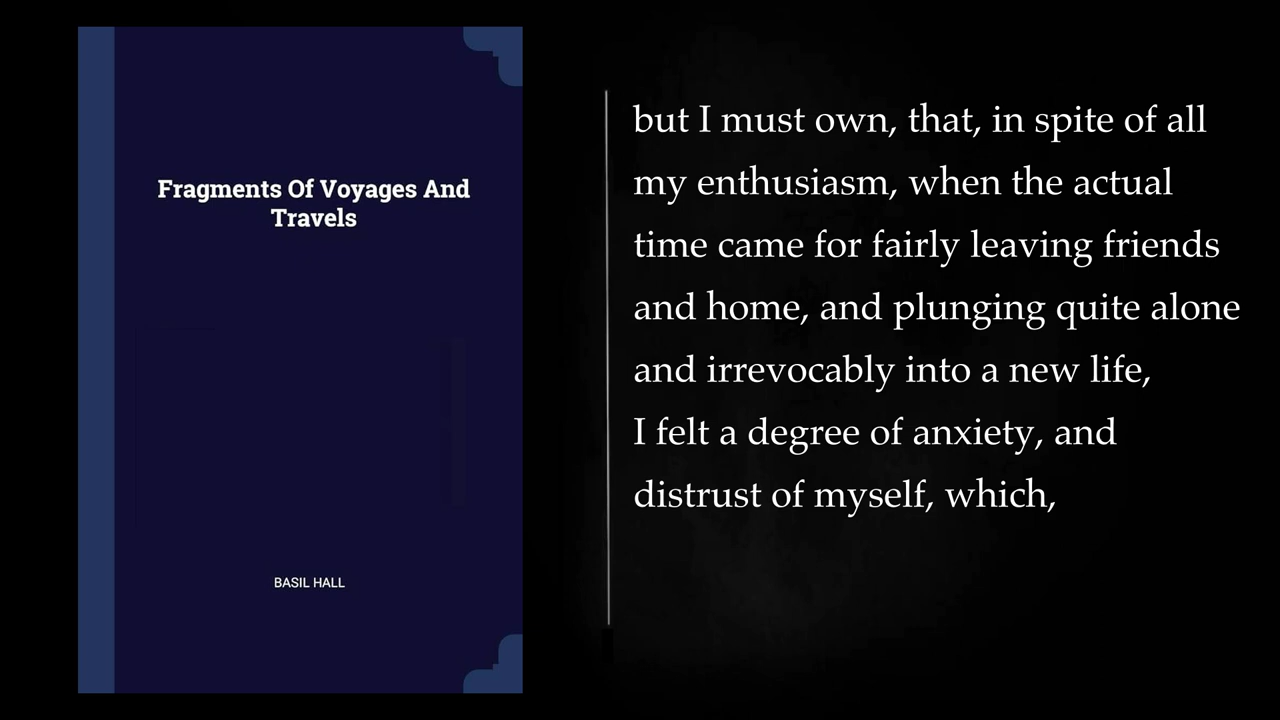 Fragments Of Voyages And
Travels
BASIL HALL
but I must own, that, in spite of all
my enthusiasm, when the actual
time came for fairly leaving friends
and home, and plunging quite alone
and irrevocably into a new life,
I felt a degree of anxiety, and
distrust of myself, which,